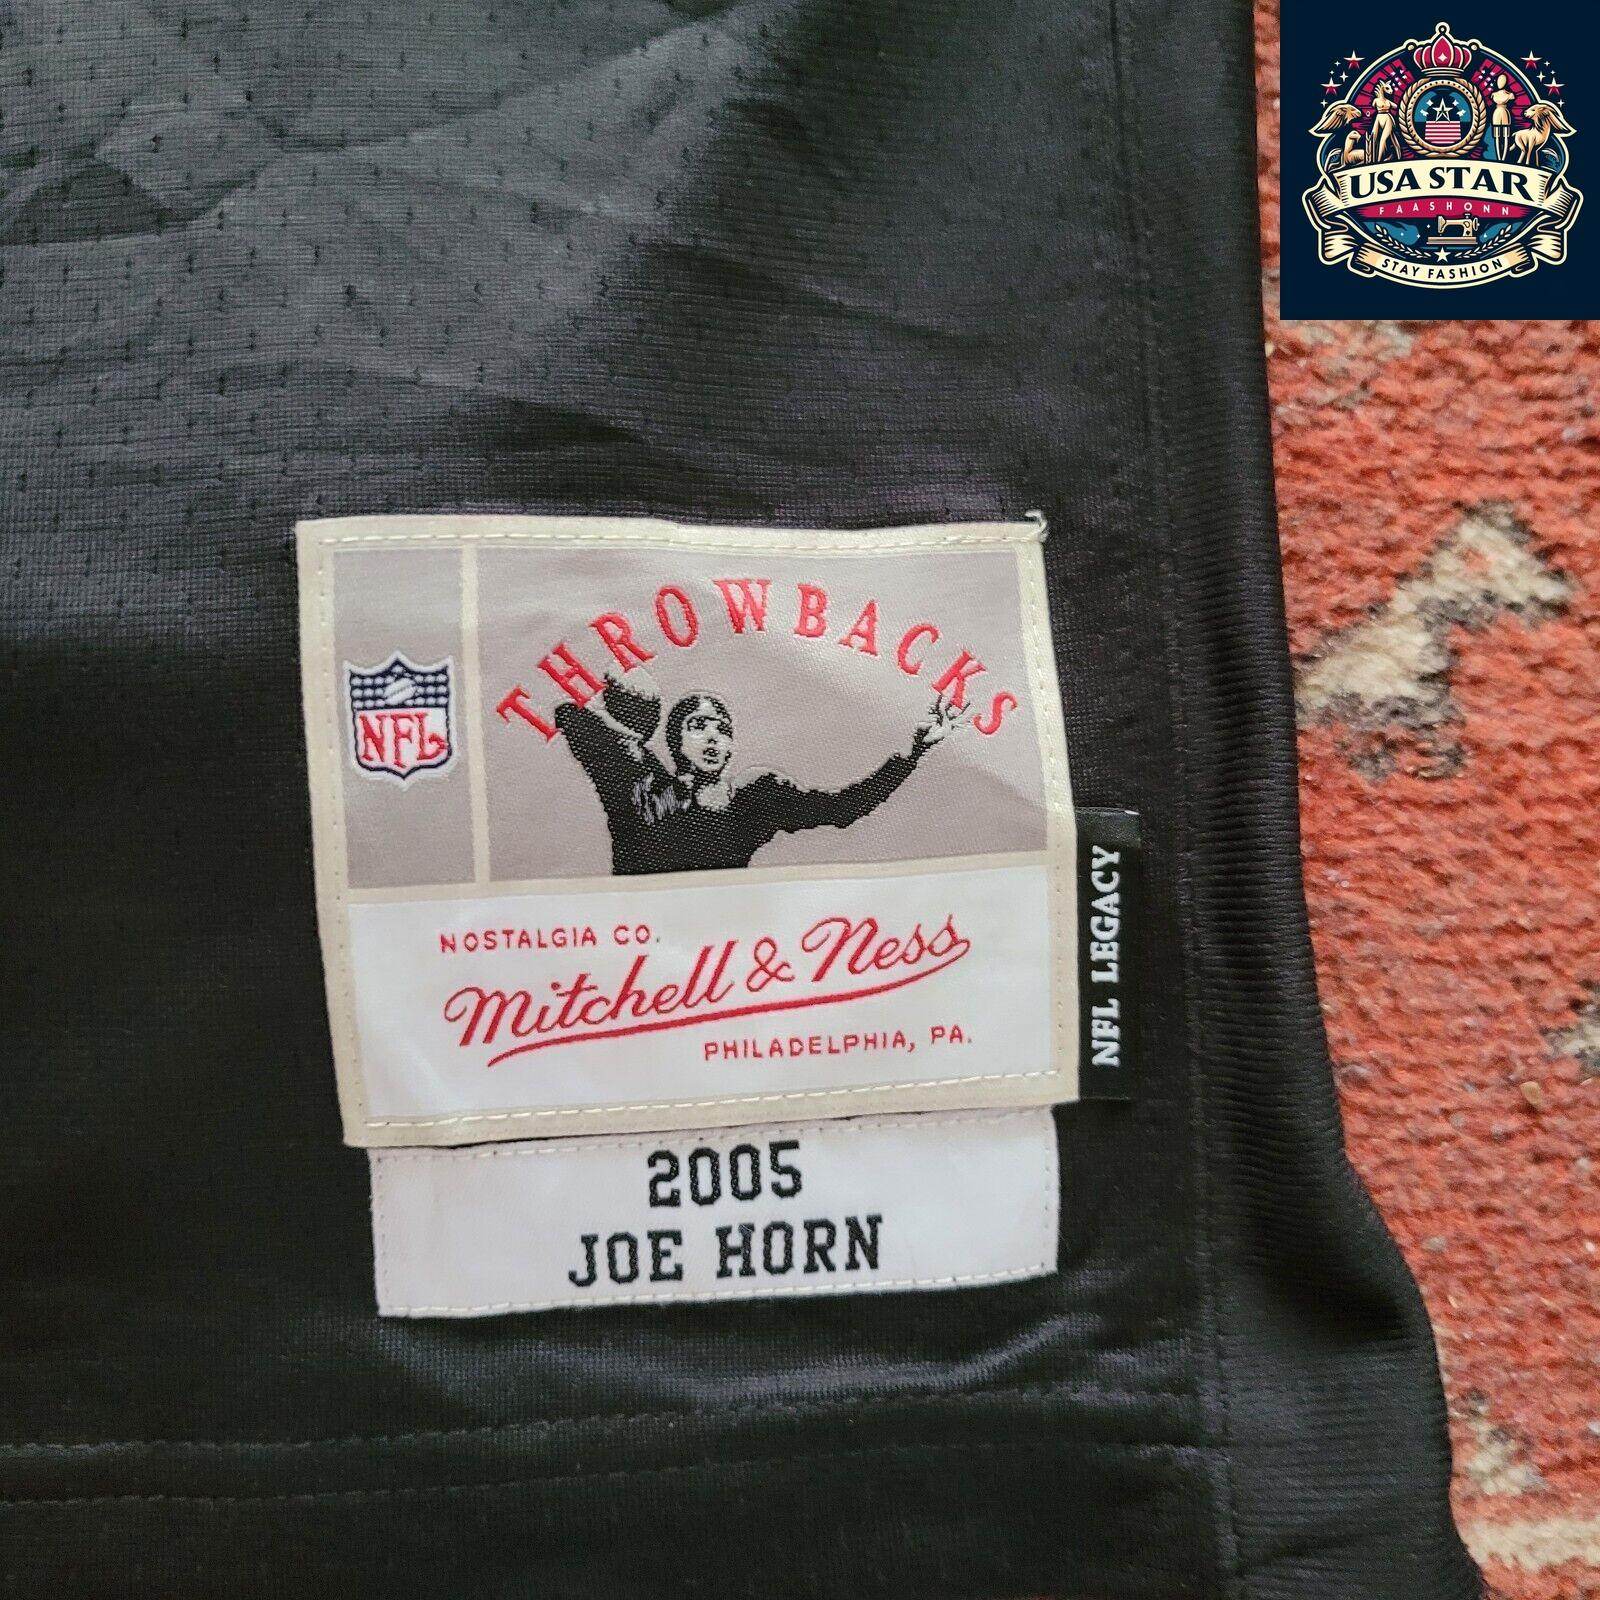 USA STAR
FAASHONN
STAY FASHION
THROWBACKS
NFL
NOSTALGIA CO.
Mitchell & Ness
PHILADELPHIA, PA.
NFL LEGACY
2005
JOE HORN